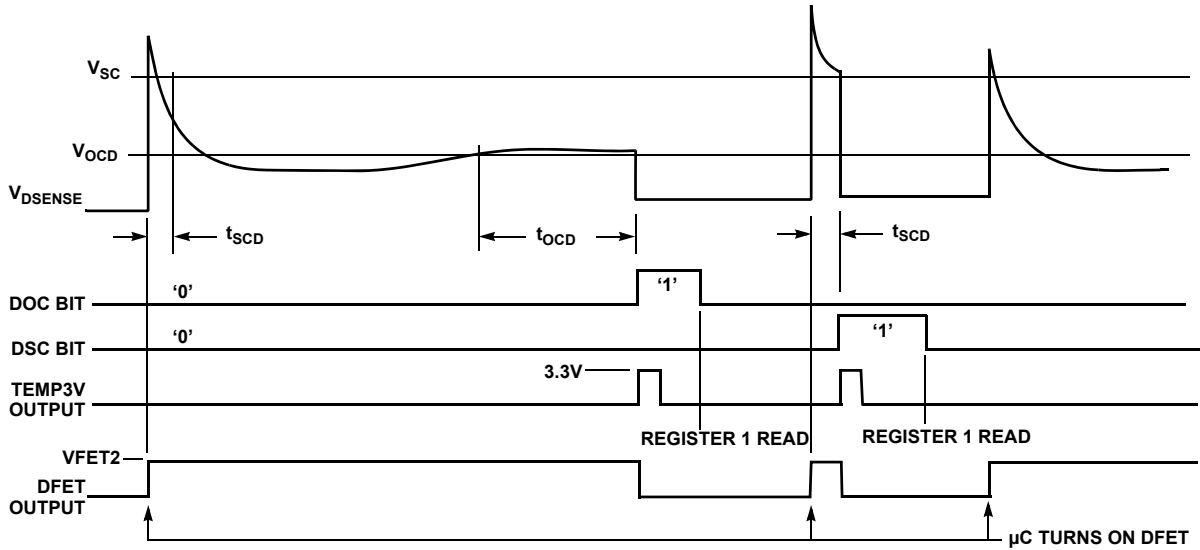 VSC
VOCD
VDSENSE
tSCD
tOCD
tSCD
DOC BIT
‘0’
‘1’
DSC BIT
‘0’
‘1’
3.3V
TEMP3V
OUTPUT
REGISTER 1 READ
REGISTER 1 READ
VFET2
DFET
OUTPUT
µC TURNS ON DFET